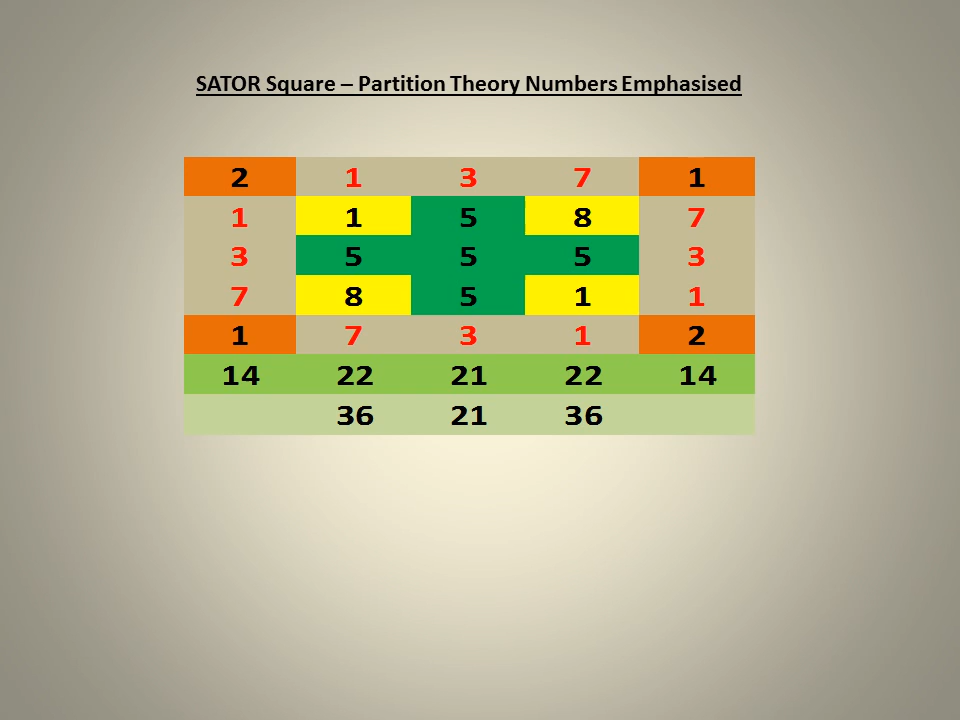 SATOR Square – Partition Theory Numbers Emphasised
2 1 3 7 1
1 1 5 8 7
3 5 5 5 3
7 8 5 1 1
1 7 3 1 2
14 22 21 22 14
36 21 36